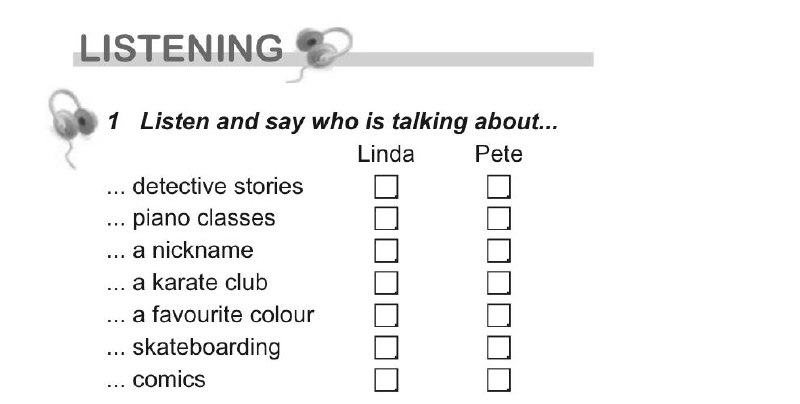 LISTENING
1 Listen and say who is talking about...
Linda Pete
... detective stories
... piano classes
... a nickname
... a karate club
... a favourite colour
... skateboarding
... comics